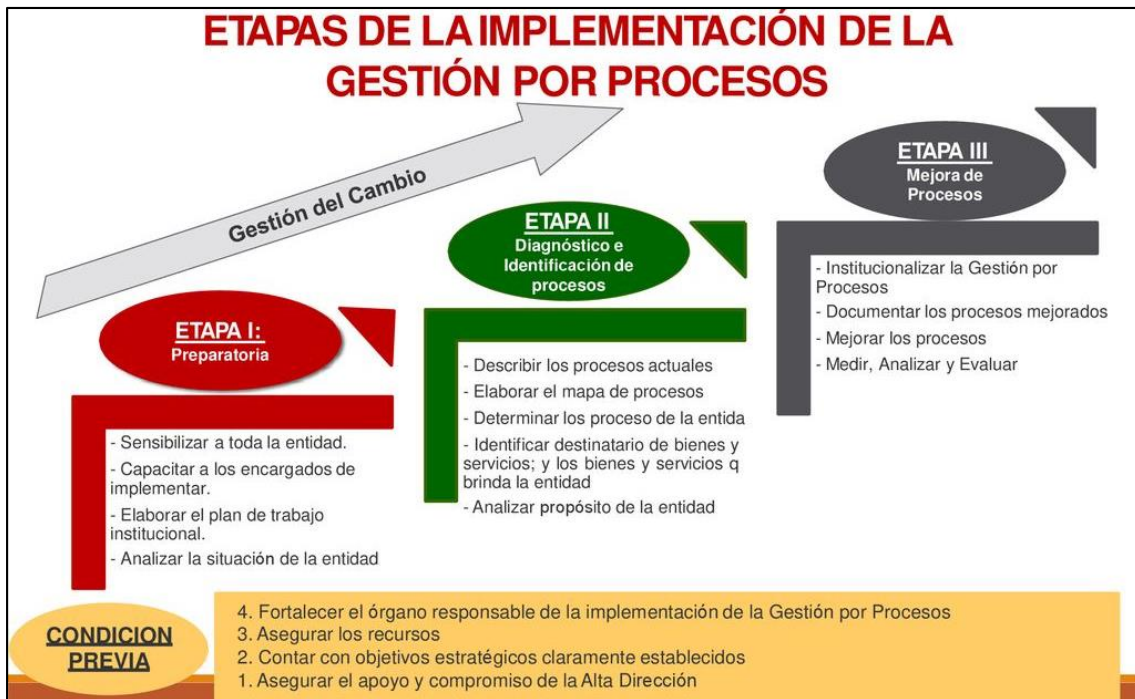 ETAPAS DE LA IMPLEMENTACIÓN DE LA
GESTIÓN POR PROCESOS
Gestión del Cambio
ETAPA I:
Preparatoria
- Sensibilizar a toda la entidad.
- Capacitar a los encargados de
implementar.
- Elaborar el plan de trabajo
institucional.
- Analizar la situación de la entidad
ETAPA II
Diagnóstico e
Identificación de
procesos
- Describir los procesos actuales
- Elaborar el mapa de procesos
- Determinar los proceso de la entida
- Identificar destinatario de bienes y
servicios; y los bienes y servicios q
brinda la entidad
- Analizar propósito de la entidad
ETAPA III
Mejora de
Procesos
- Institucionalizar la Gestión por
Procesos
- Documentar los procesos mejorados
- Mejorar los procesos
- Medir, Analizar y Evaluar
CONDICION
PREVIA
4. Fortalecer el órgano responsable de la implementación de la Gestión por Procesos
3. Asegurar los recursos
2. Contar con objetivos estratégicos claramente establecidos
1. Asegurar el apoyo y compromiso de la Alta Dirección